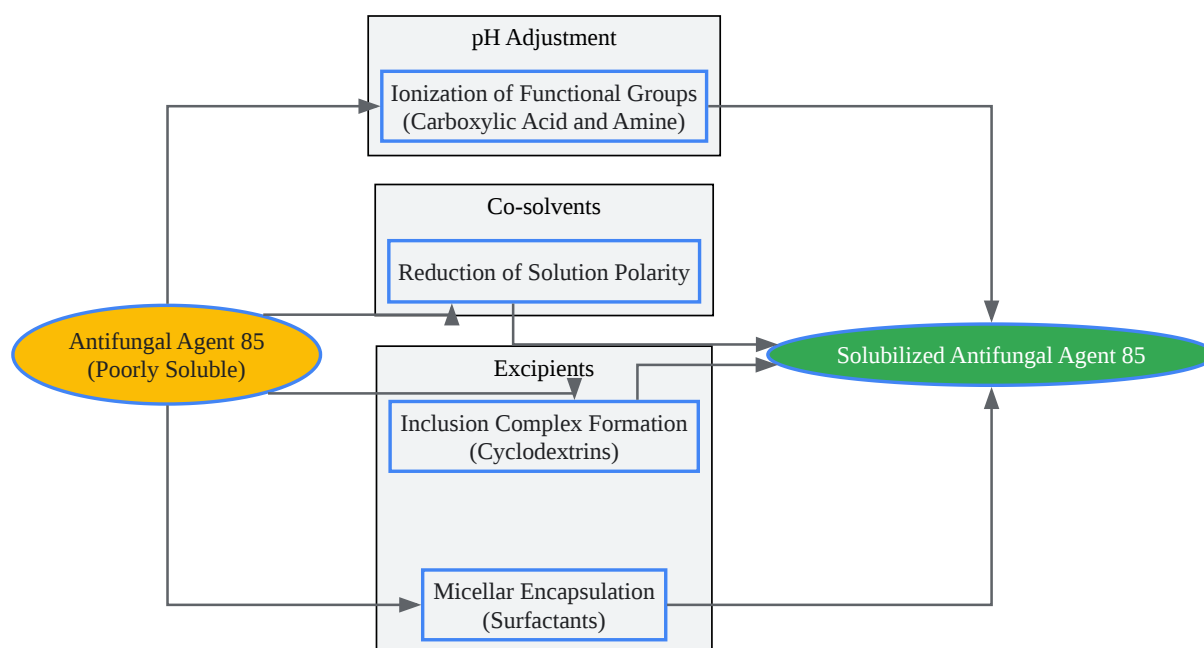 pH Adjustment
Ionization of Functional Groups
(Carboxylic Acid and Amine)
Co-solvents
Reduction of Solution Polarity
Antifungal Agent 85
(Poorly Soluble)
Solubilized Antifungal Agent 85
Excipients
Inclusion Complex Formation
(Cyclodextrins)
Micellar Encapsulation
(Surfactants)